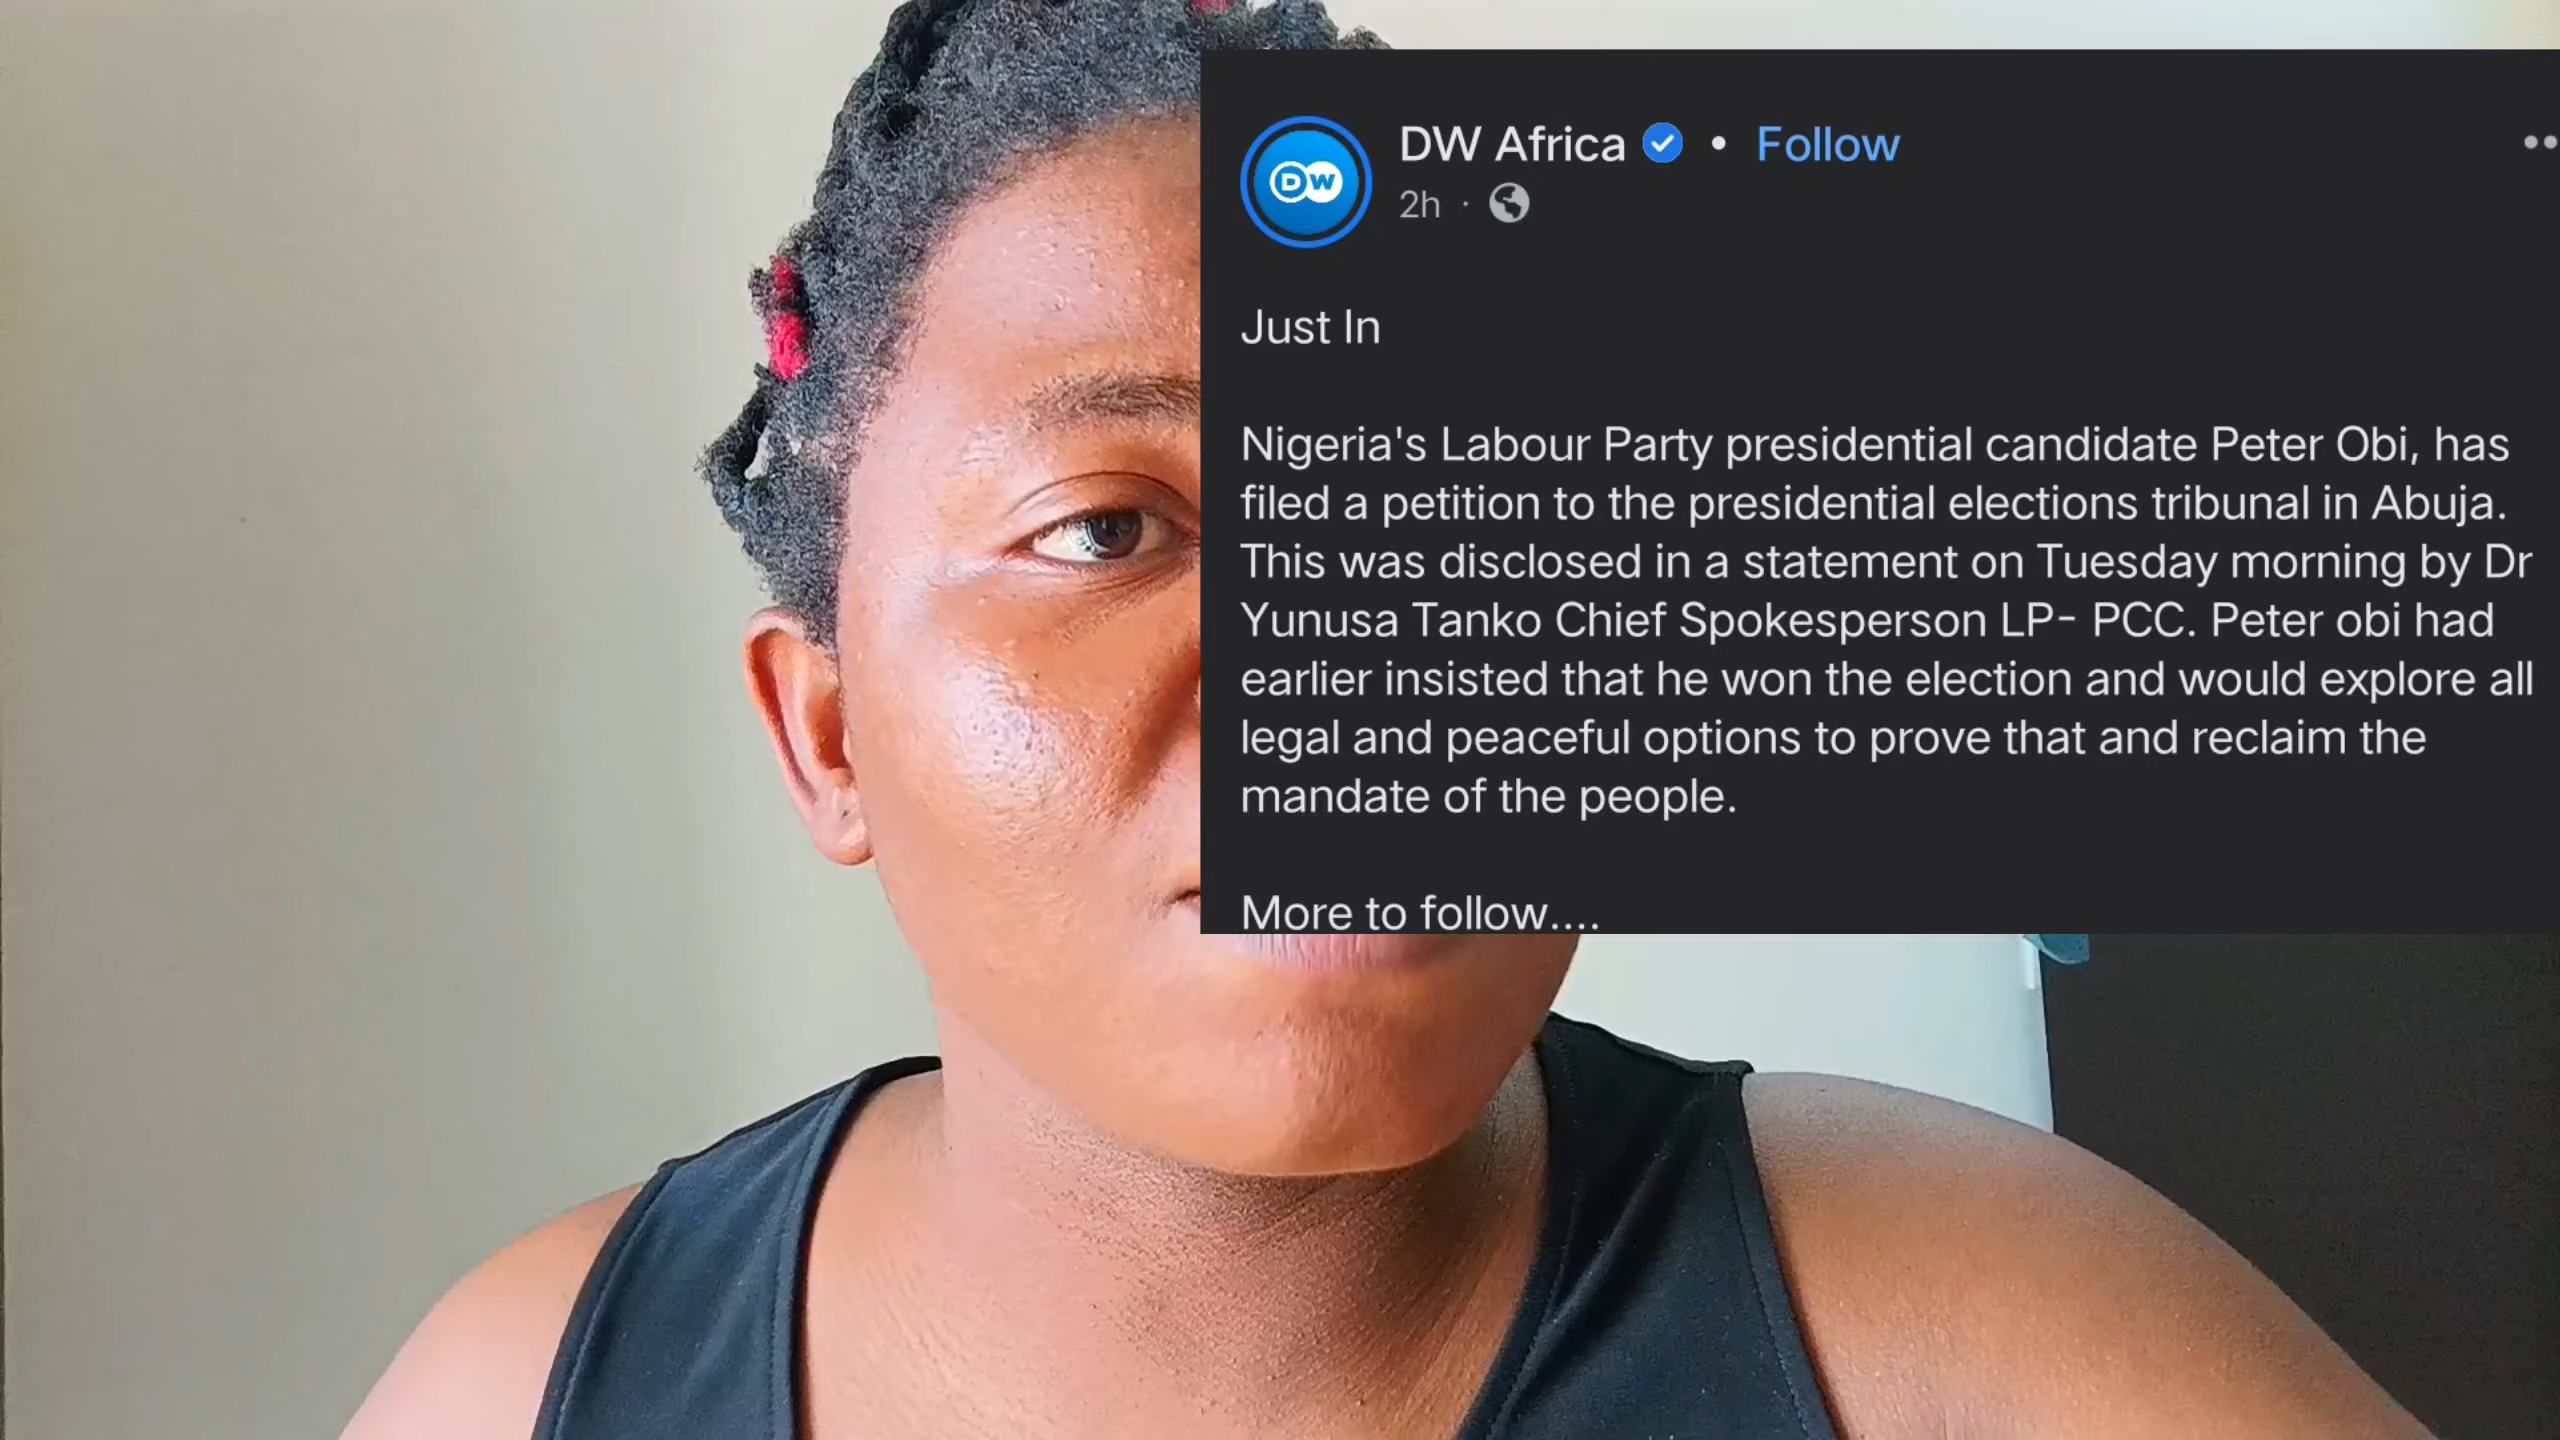 DW
DW Africa • Follow
2h ·
Just In
Nigeria's Labour Party presidential candidate Peter Obi, has
filed a petition to the presidential elections tribunal in Abuja.
This was disclosed in a statement on Tuesday morning by Dr
Yunusa Tanko Chief Spokesperson LP- PCC. Peter obi had
earlier insisted that he won the election and would explore all
legal and peaceful options to prove that and reclaim the
mandate of the people.
More to follow....